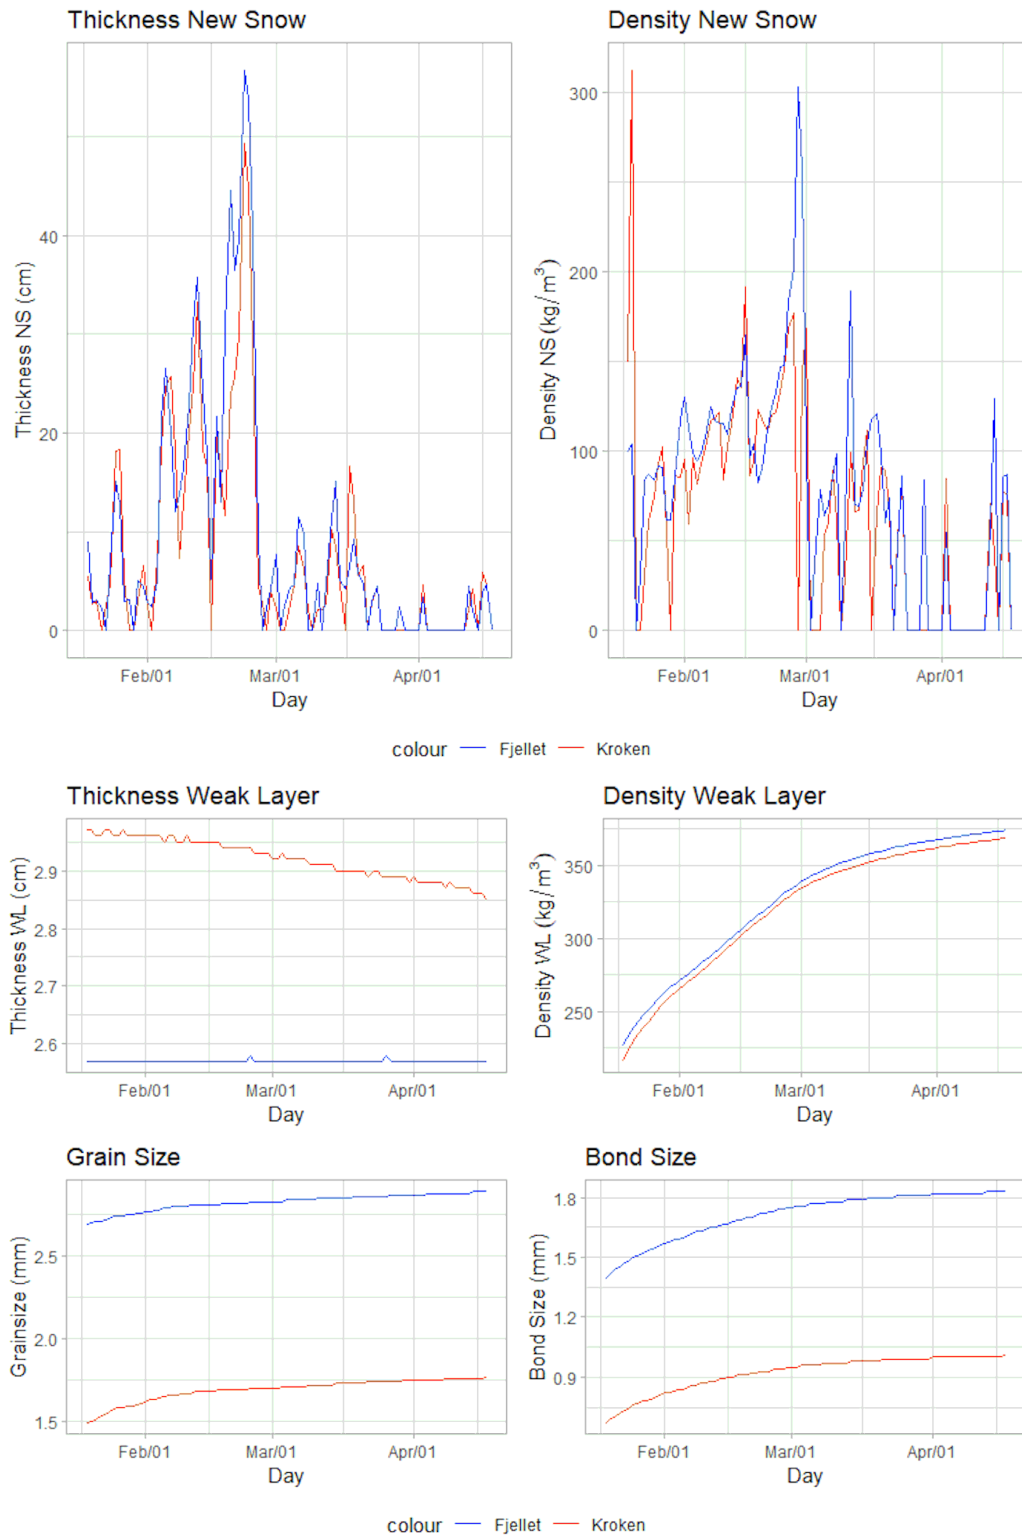 Thickness New Snow
Thickness NS (cm)
40
20
0
Feb/01 Mar/01 Apr/01
Day
Density New Snow
Density NS (kg/m³)
300
200
100
0
Feb/01 Mar/01 Apr/01
Day
colour Fjellet Kroken
Thickness Weak Layer
Thickness WL (cm)
2.9
2.8
2.7
2.6
Feb/01 Mar/01 Apr/01
Day
Density Weak Layer
Density WL (kg/m³)
350
300
250
Feb/01 Mar/01 Apr/01
Day
Grain Size
Grainsize (mm)
2.5
2.0
1.5
Feb/01 Mar/01 Apr/01
Day
Bond Size
Bond Size (mm)
1.8
1.5
1.2
0.9
Feb/01 Mar/01 Apr/01
Day
colour Fjellet Kroken